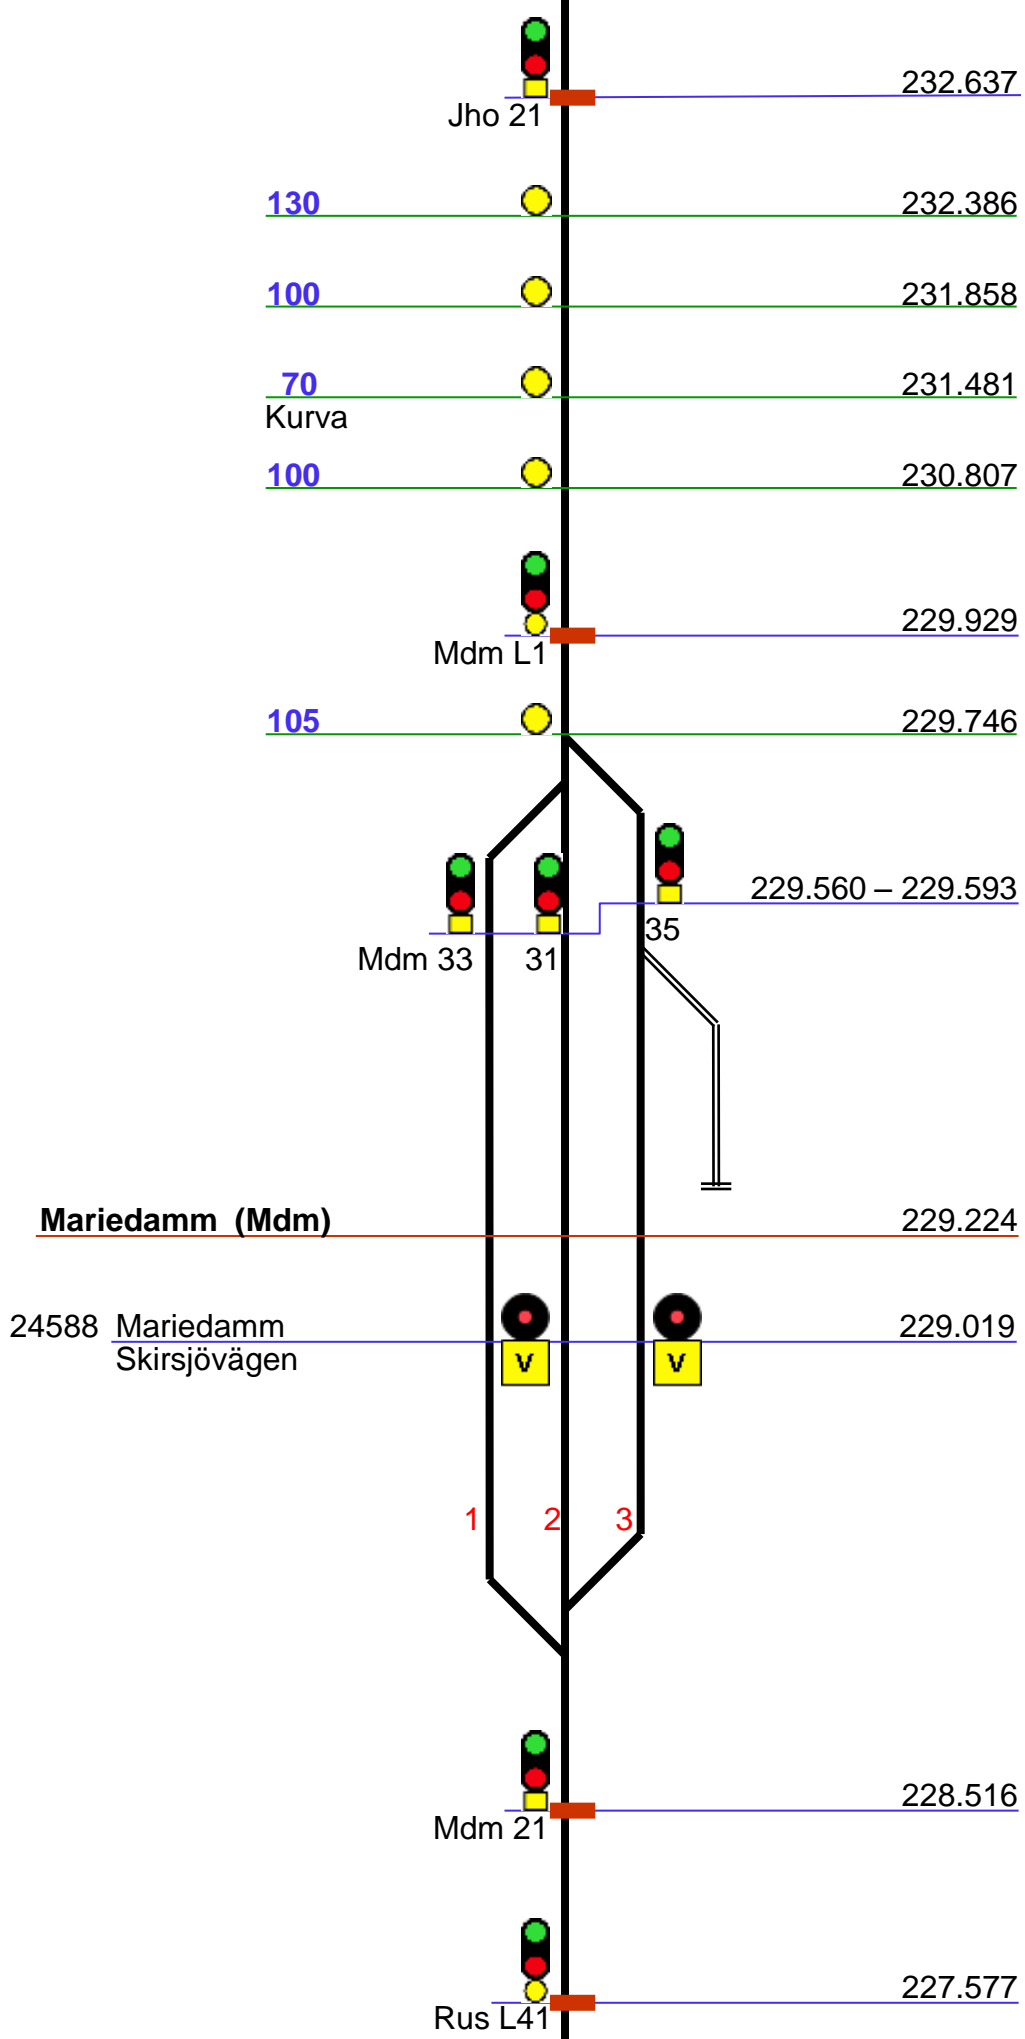 232.637
Jho 21
130 232.386
100 231.858
70 231.481
Kurva
100 230.807
229.929
Mdm L1
105 229.746
229.560 – 229.593
35
Mdm 33 31
Mariedamm (Mdm) 229.224
24588 Mariedamm 229.019
Skirsjövägen
V V
1 2 3
228.516
Mdm 21
227.577
Rus L41